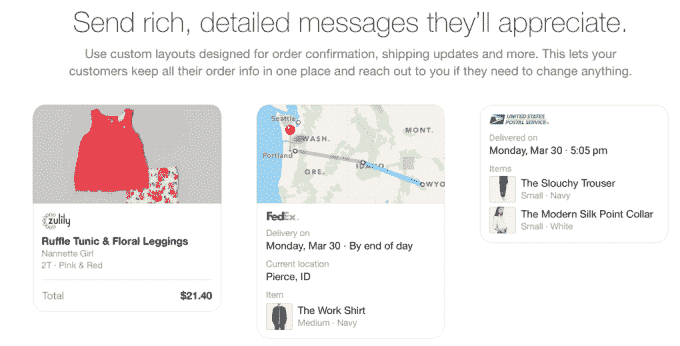 Send rich, detailed messages they'll appreciate.
Use custom layouts designed for order confirmation, shipping updates and more. This lets your
customers keep all their order info in one place and reach out to you if they need to change anything.
zulily
Ruffle Tunic & Floral Leggings
Nannette Girl
2T · Pink & Red
Total $21.40
Seattle
WASH.
MONT.
Portland
IDAHO
ORE.
WYO
FedEx
Delivery on
Monday, Mar 30 · By end of day
Current location
Pierce, ID
Item
The Work Shirt
Medium · Navy
UNITED STATES
POSTAL SERVICE
Delivered on
Monday, Mar 30 · 5:05 pm
Items
The Slouchy Trouser
Small · Navy
The Modern Silk Point Collar
Small · White